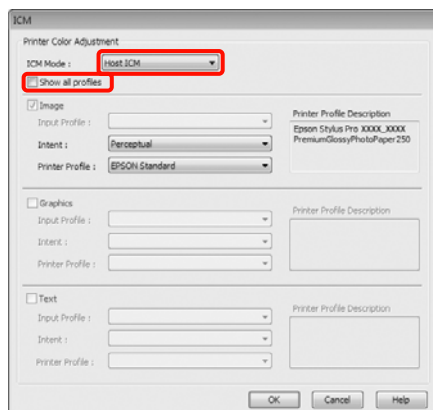 ICM
Printer Color Adjustment
ICM Mode : Host ICM
Show all profiles
Image
Input Profile :
Intent : Perceptual
Printer Profile : EPSON Standard
Printer Profile Description
Epson Stylus Pro XXXX_XXXX
PremiumGlossyPhotoPaper250
Graphics
Input Profile :
Intent :
Printer Profile :
Printer Profile Description
Text
Input Profile :
Intent :
Printer Profile :
Printer Profile Description
OK Cancel Help